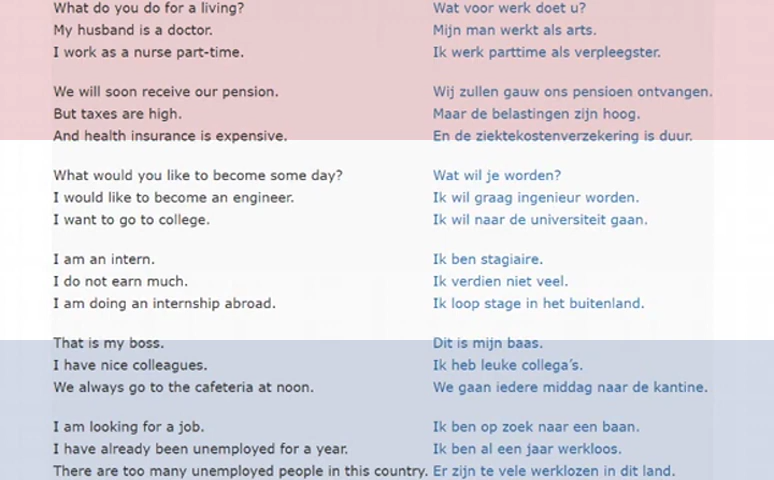 What do you do for a living? Wat voor werk doet u?
My husband is a doctor. Mijn man werkt als arts.
I work as a nurse part-time. Ik werk parttime als verpleegster.
We will soon receive our pension. Wij zullen gauw ons pensioen ontvangen.
But taxes are high. Maar de belastingen zijn hoog.
And health insurance is expensive. En de ziektekostenverzekering is duur.
What would you like to become some day? Wat wil je worden?
I would like to become an engineer. Ik wil graag ingenieur worden.
I want to go to college. Ik wil naar de universiteit gaan.
I am an intern. Ik ben stagiaire.
I do not earn much. Ik verdien niet veel.
I am doing an internship abroad. Ik loop stage in het buitenland.
That is my boss. Dit is mijn baas.
I have nice colleagues. Ik heb leuke collega's.
We always go to the cafeteria at noon. We gaan iedere middag naar de kantine.
I am looking for a job. Ik ben op zoek naar een baan.
I have already been unemployed for a year. Ik ben al een jaar werkloos.
There are too many unemployed people in this country. Er zijn te vele werklozen in dit land.